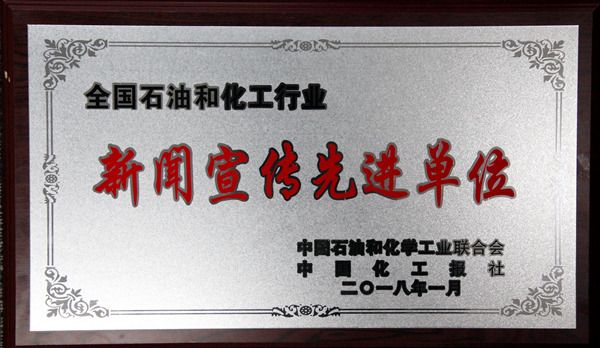 全国石油和化工行业
新闻宣传先进单位
中国石油和化学工业联合会
中国化工报社
二〇一八年一月